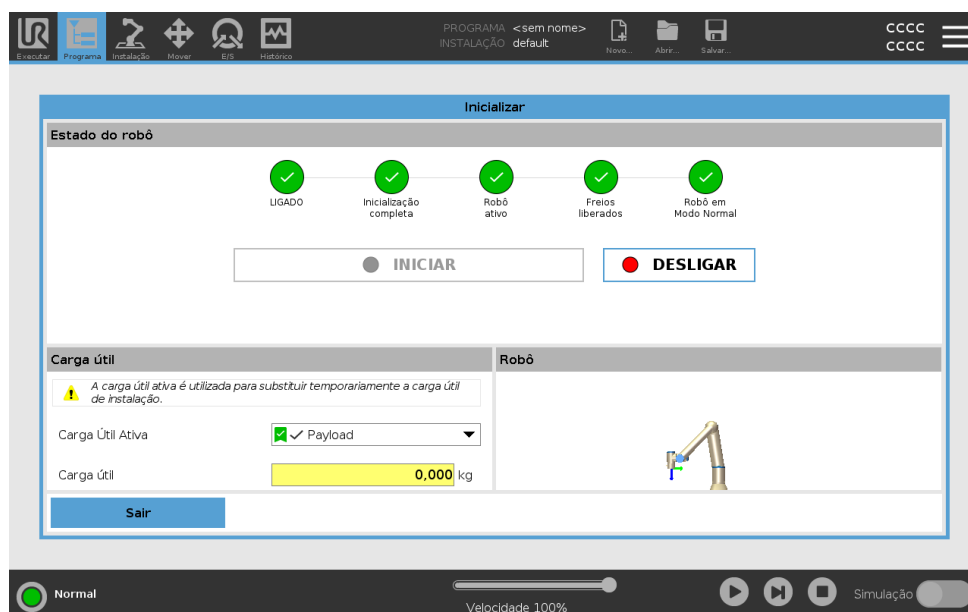 PROGRAMA <sem nome>
INSTALAÇÃO default
Executar Programa Instalação Mover E/S Histórico Novo... Abrir... Salvar...
cccc
cccc
Inicializar
Estado do robô
LIGADO
Inicialização completa
Robô ativo
Freios liberados
Robô em Modo Normal
INICIAR
DESLIGAR
Carga útil
Robô
A carga útil ativa é utilizada para substituir temporariamente a carga útil
de instalação.
Carga Útil Ativa
Payload
Carga útil
0,000 kg
Sair
Normal
Velocidade 100%
Simulação